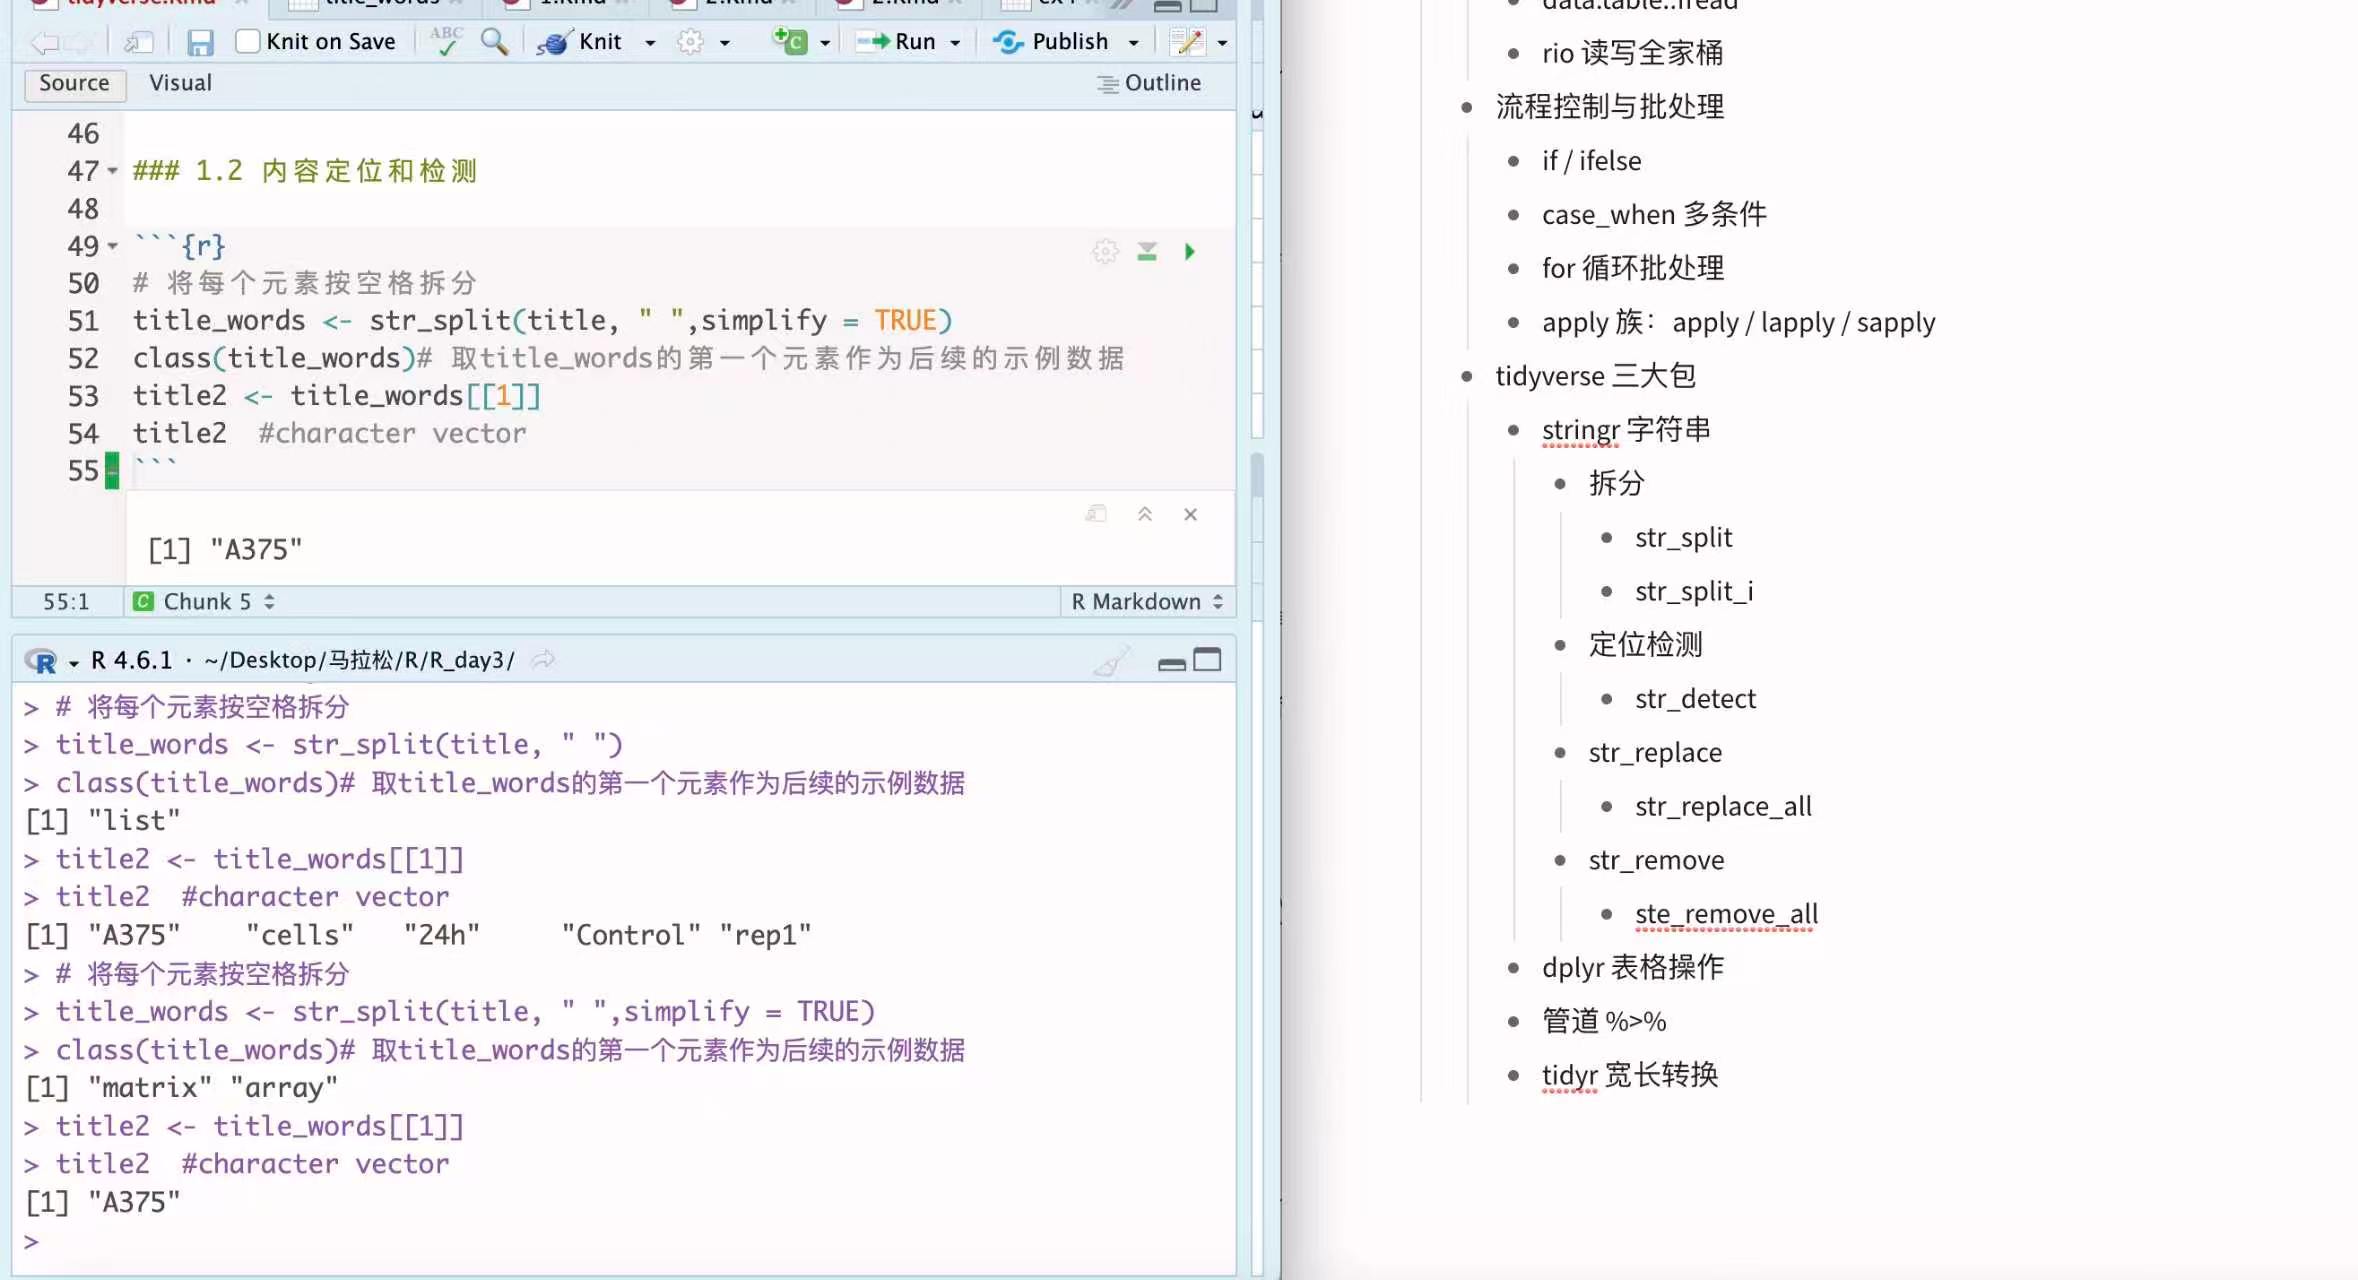 tidyverse.Rmd
title_words
1.Rmd
2.Rmd
2.Rmd
Knit on Save
ABC
Knit
Run
Publish
Source
Visual
Outline
46
47 ### 1.2 内容定位和检测
48
49 ```{r}
50 # 将每个元素按空格拆分
51 title_words <- str_split(title, " ",simplify = TRUE)
52 class(title_words)# 取title_words的第一个元素作为后续的示例数据
53 title2 <- title_words[[1]]
54 title2  #character vector
55 ```
[1] "A375"
55:1
C Chunk 5
R Markdown
R R 4.6.1 · ~/Desktop/马拉松/R/R_day3/
> # 将每个元素按空格拆分
> title_words <- str_split(title, " ")
> class(title_words)# 取title_words的第一个元素作为后续的示例数据
[1] "list"
> title2 <- title_words[[1]]
> title2  #character vector
[1] "A375"    "cells"   "24h"     "Control" "rep1"
> # 将每个元素按空格拆分
> title_words <- str_split(title, " ",simplify = TRUE)
> class(title_words)# 取title_words的第一个元素作为后续的示例数据
[1] "matrix" "array"
> title2 <- title_words[[1]]
> title2  #character vector
[1] "A375"
>
data.table::fread
rio 读写全家桶
流程控制与批处理
if / ifelse
case_when 多条件
for 循环批处理
apply 族：apply / lapply / sapply
tidyverse 三大包
stringr 字符串
拆分
str_split
str_split_i
定位检测
str_detect
str_replace
str_replace_all
str_remove
ste_remove_all
dplyr 表格操作
管道 %>%
tidyr 宽长转换